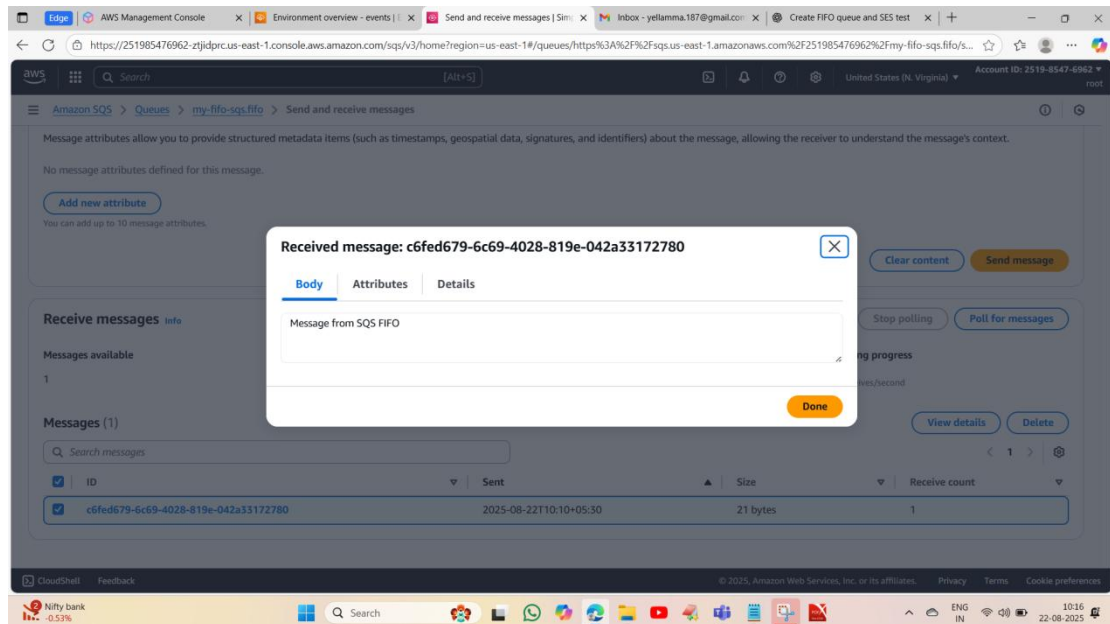 Edge
AWS Management Console
Environment overview - events |
Send and receive messages | Sim
Inbox - yellamma.187@gmail.com
Create FIFO queue and SES test
https://251985476962-ztjidprc.us-east-1.console.aws.amazon.com/sqs/v3/home?region=us-east-1#/queues/https%3A%2F%2Fsqs.us-east-1.amazonaws.com%2F251985476962%2Fmy-fifo-sqs.fifo/s...
aws
Search [Alt+S]
United States (N. Virginia)
Account ID: 2519-8547-6962
root
Amazon SQS > Queues > my-fifo-sqs.fifo > Send and receive messages
Message attributes allow you to provide structured metadata items (such as timestamps, geospatial data, signatures, and identifiers) about the message, allowing the receiver to understand the message's context.
No message attributes defined for this message.
Add new attribute
You can add up to 10 message attributes.
Clear content Send message
Received message: c6fed679-6c69-4028-819e-042a33172780
Body Attributes Details
Message from SQS FIFO
Done
Receive messages Info
Stop polling Poll for messages
Messages available
1
ng progress
ives/second
Messages (1)
View details Delete
Search messages
1
ID Sent Size Receive count
c6fed679-6c69-4028-819e-042a33172780 2025-08-22T10:10+05:30 21 bytes 1
CloudShell Feedback © 2025, Amazon Web Services, Inc. or its affiliates. Privacy Terms Cookie preferences
2
Nifty bank
-0.53%
Search
ENG
IN
10:16
22-08-2025